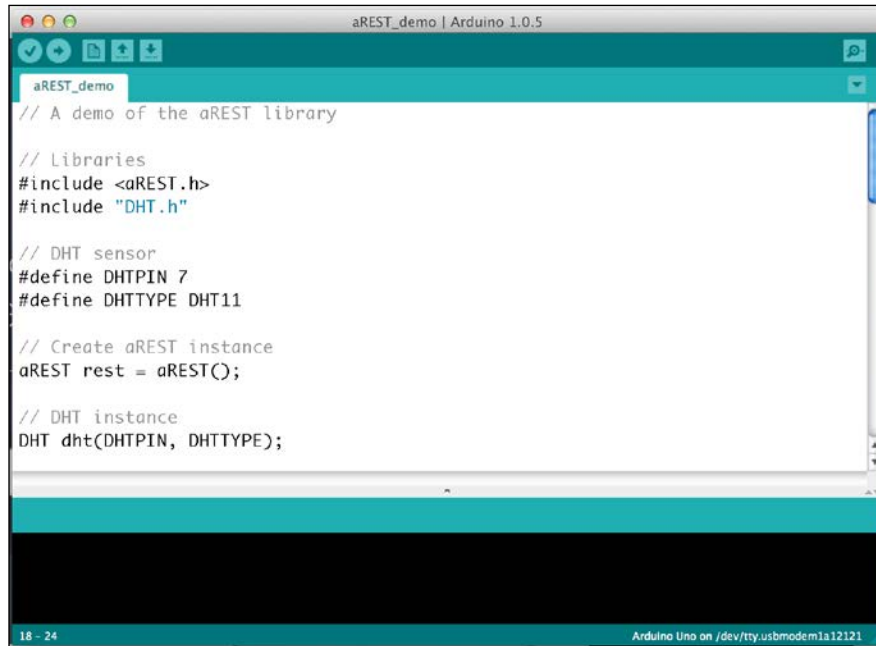 aREST_demo | Arduino 1.0.5
aREST_demo
// A demo of the aREST library
// Libraries
#include <aREST.h>
#include "DHT.h"
// DHT sensor
#define DHTPIN 7
#define DHTTYPE DHT11
// Create aREST instance
aREST rest = aREST();
// DHT instance
DHT dht(DHTPIN, DHTTYPE);
18 - 24
Arduino Uno on /dev/tty.usbmodem1a12121